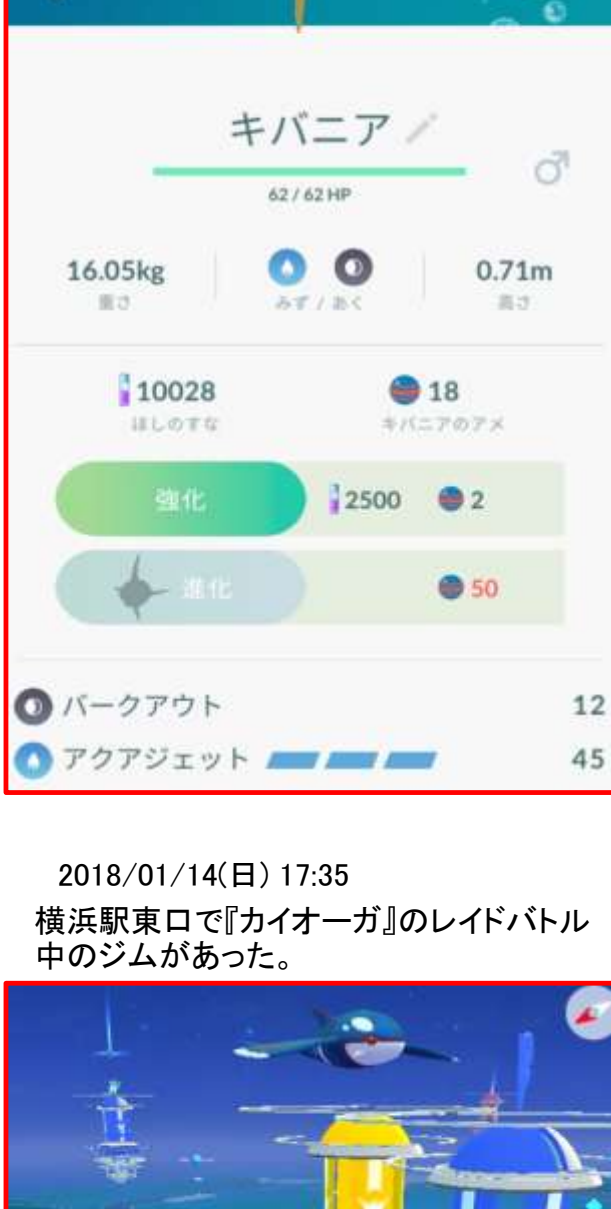 キバニア
62 / 62 HP
16.05kg
重さ
みず / あく
0.71m
高さ
10028
ほしのすな
18
キバニアのアメ
強化
2500
2
進化
50
バークアウト
12
アクアジェット
45
2018/01/14(日) 17:35
横浜駅東口で『カイオーガ』のレイドバトル
中のジムがあった。